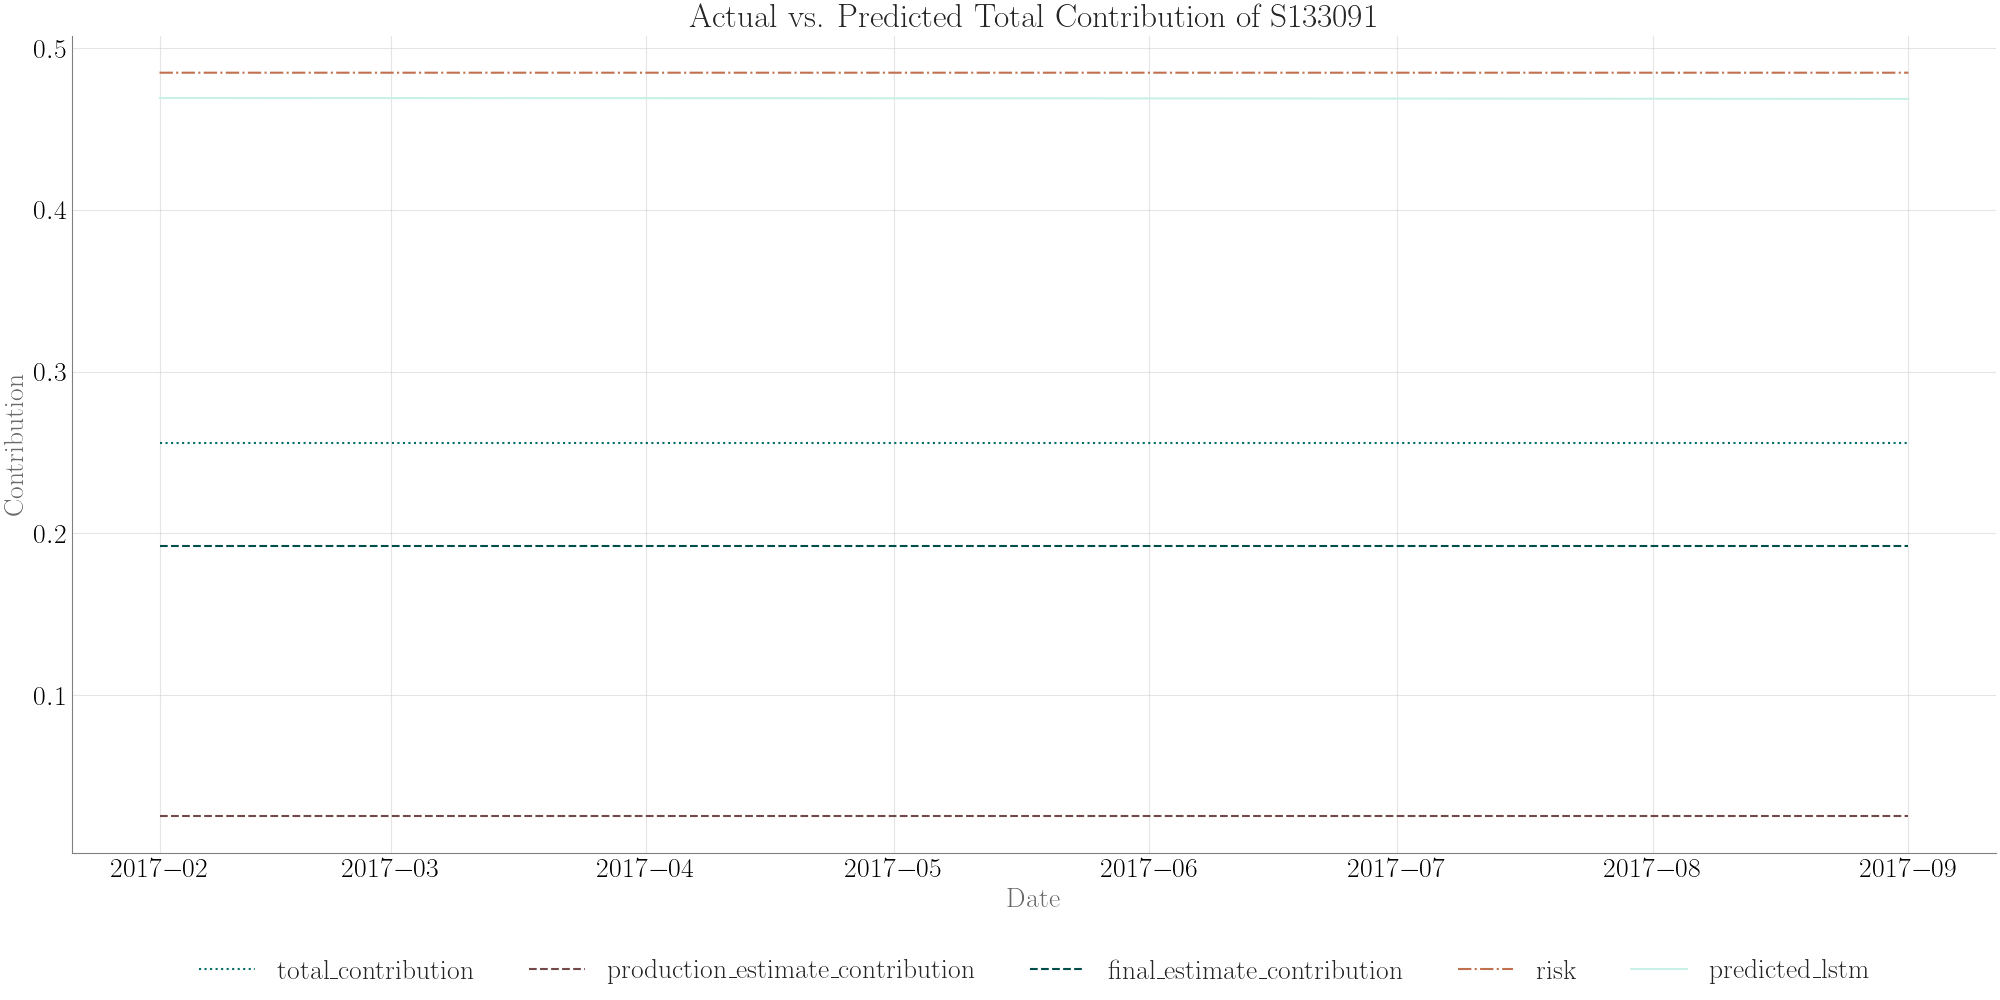 Actual vs. Predicted Total Contribution of S133091
0.5
0.4
0.3
0.2
0.1
Contribution
2017–02 2017–03 2017–04 2017–05 2017–06 2017–07 2017–08 2017–09
Date
total_contribution production_estimate_contribution final_estimate_contribution risk predicted_lstm